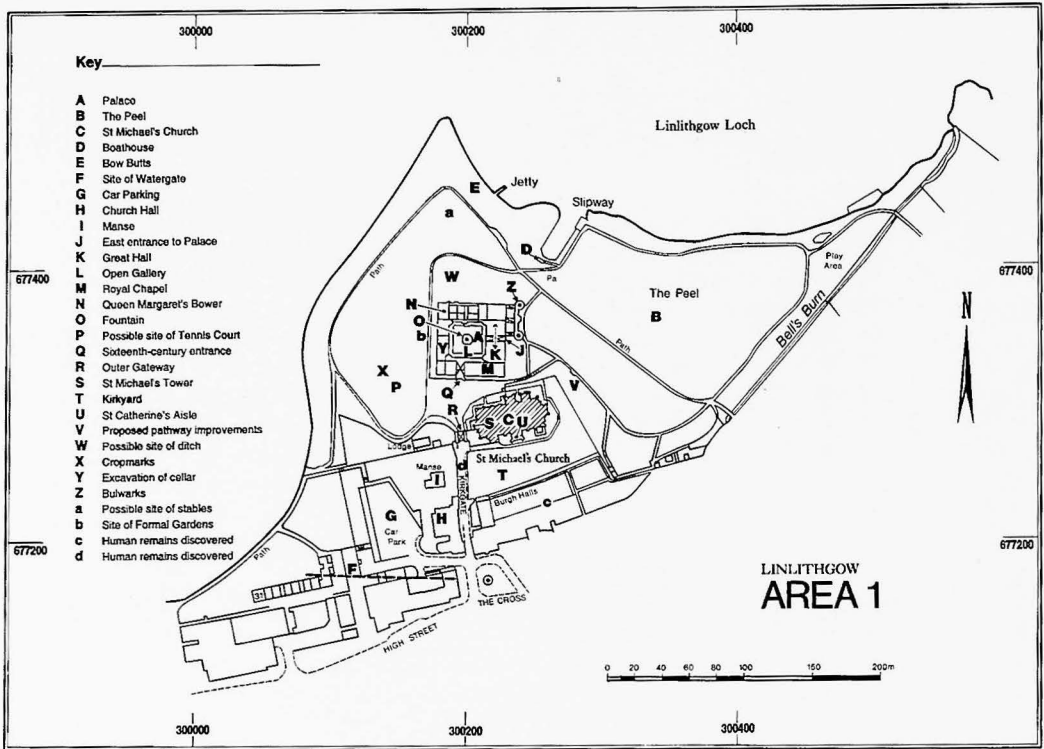 300000
300200
300400
Key
A Palace
B The Peel
C St Michael's Church
D Boathouse
E Bow Butts
F Site of Watergate
G Car Parking
H Church Hall
I Manse
J East entrance to Palace
K Great Hall
L Open Gallery
M Royal Chapel
N Queen Margaret's Bower
O Fountain
P Possible site of Tennis Court
Q Sixteenth-century entrance
R Outer Gateway
S St Michael's Tower
T Kirkyard
U St Catherine's Aisle
V Proposed pathway improvements
W Possible site of ditch
X Cropmarks
Y Excavation of cellar
Z Bulwarks
a Possible site of stables
b Site of Formal Gardens
c Human remains discovered
d Human remains discovered
677400
677200
Linlithgow Loch
E
Jetty
a
Slipway
D
Path
W
Pa
Play
Area
677400
Z
The Peel
B
N
N
O
b
A
Y
L
K
J
Path
Bell's Burn
M
X
P
Q
V
R
S
C
U
Lodge
d
St Michael's Church
Manse
T
I
KIRKGATE
Burgh Halls
c
G
Car
Park
H
677200
Path
F
37
THE CROSS
HIGH STREET
LINLITHGOW
AREA 1
0 20 40 60 80 100 150 200m
300000
300200
300400